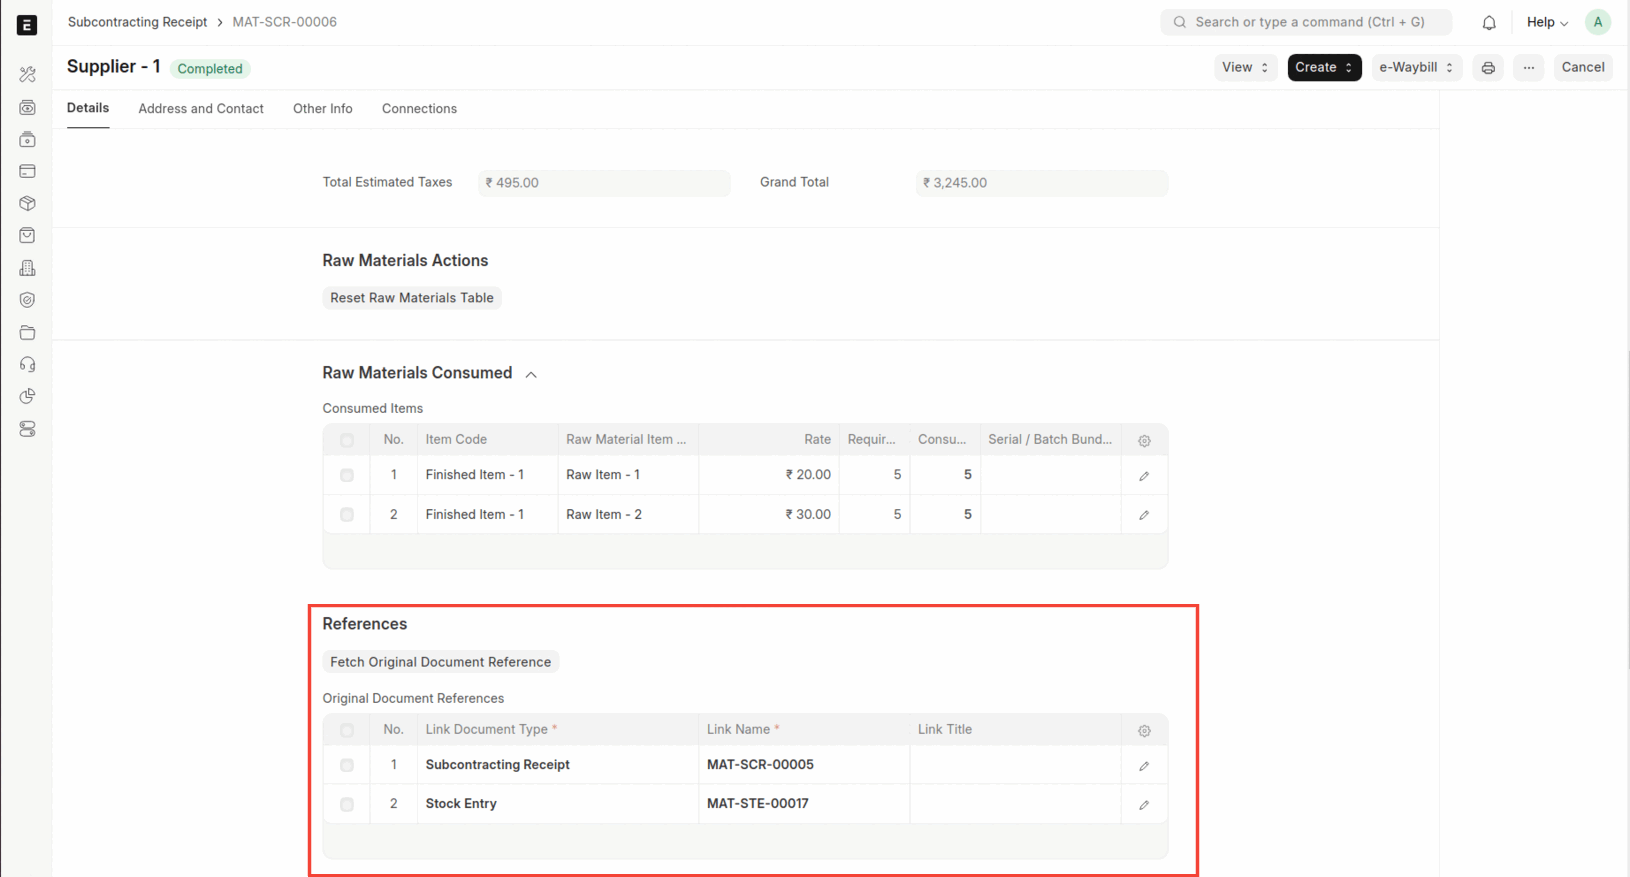 E
Subcontracting Receipt > MAT-SCR-00006
Search or type a command (Ctrl + G)
Help
A
Supplier - 1 Completed
View
Create
e-Waybill
...
Cancel
Details Address and Contact Other Info Connections
Total Estimated Taxes ₹ 495.00 Grand Total ₹ 3,245.00
Raw Materials Actions
Reset Raw Materials Table
Raw Materials Consumed
Consumed Items
No. Item Code Raw Material Item ... Rate Requir... Consu... Serial / Batch Bund...
1 Finished Item - 1 Raw Item - 1 ₹ 20.00 5 5
2 Finished Item - 1 Raw Item - 2 ₹ 30.00 5 5
References
Fetch Original Document Reference
Original Document References
No. Link Document Type * Link Name * Link Title
1 Subcontracting Receipt MAT-SCR-00005
2 Stock Entry MAT-STE-00017